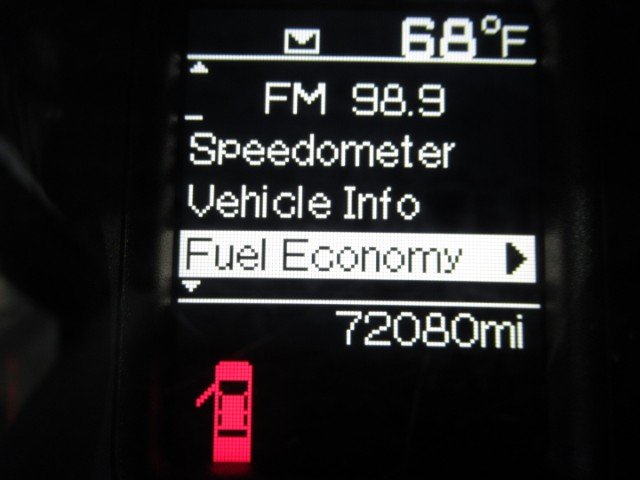 68°F
FM 98.9
Speedometer
Vehicle Info
Fuel Economy
72080mi